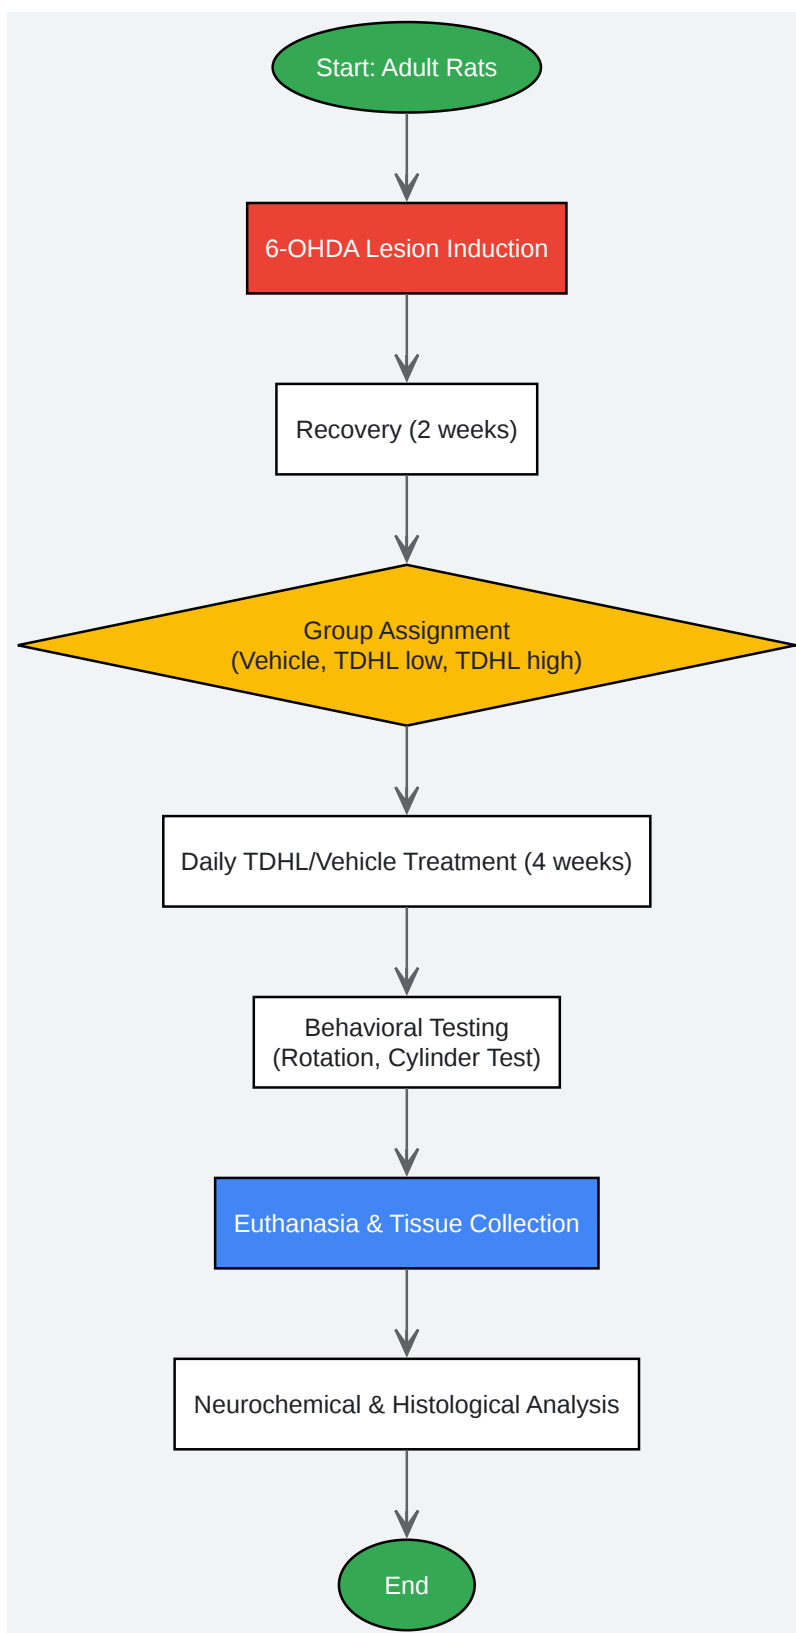 Start: Adult Rats
6-OHDA Lesion Induction
Recovery (2 weeks)
Group Assignment
(Vehicle, TDHL low, TDHL high)
Daily TDHL/Vehicle Treatment (4 weeks)
Behavioral Testing
(Rotation, Cylinder Test)
Euthanasia & Tissue Collection
Neurochemical & Histological Analysis
End